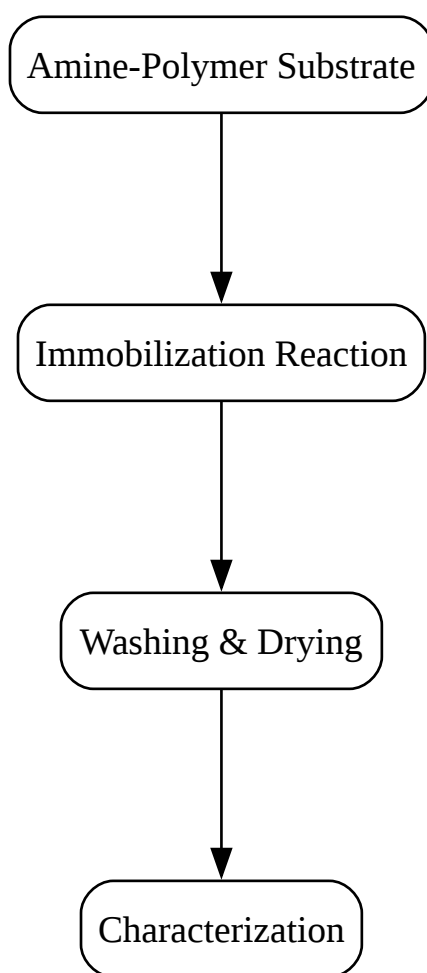 Amine-Polymer Substrate
Immobilization Reaction
Washing & Drying
Characterization